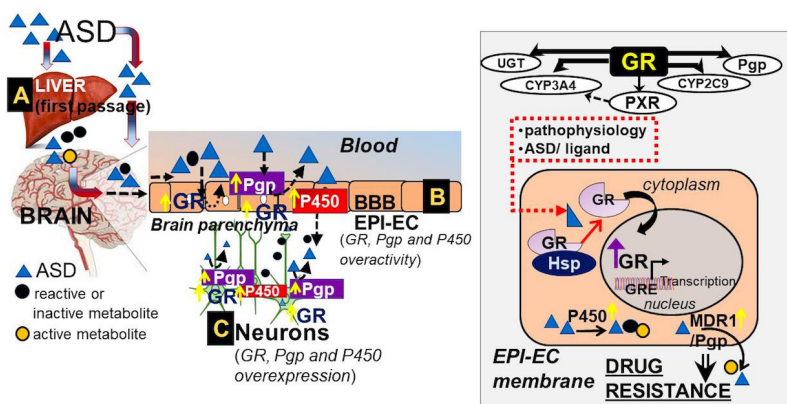 ASD
A
LIVER
(first passage)
BRAIN
ASD
reactive or
inactive metabolite
active metabolite
Blood
Pgp
GR
GR
P450
BBB
B
EPI-EC
Brain parenchyma
(GR, Pgp and P450
overactivity)
Pgp
GR
P450
Pgp
GR
C
Neurons
(GR, Pgp and P450
overexpression)
GR
UGT
Pgp
CYP3A4
CYP2C9
PXR
•pathophysiology
•ASD/ ligand
cytoplasm
GR
GR
Hsp
GR
Transcription
GRE
nucleus
P450
MDR1
/Pgp
EPI-EC
membrane
DRUG
RESISTANCE